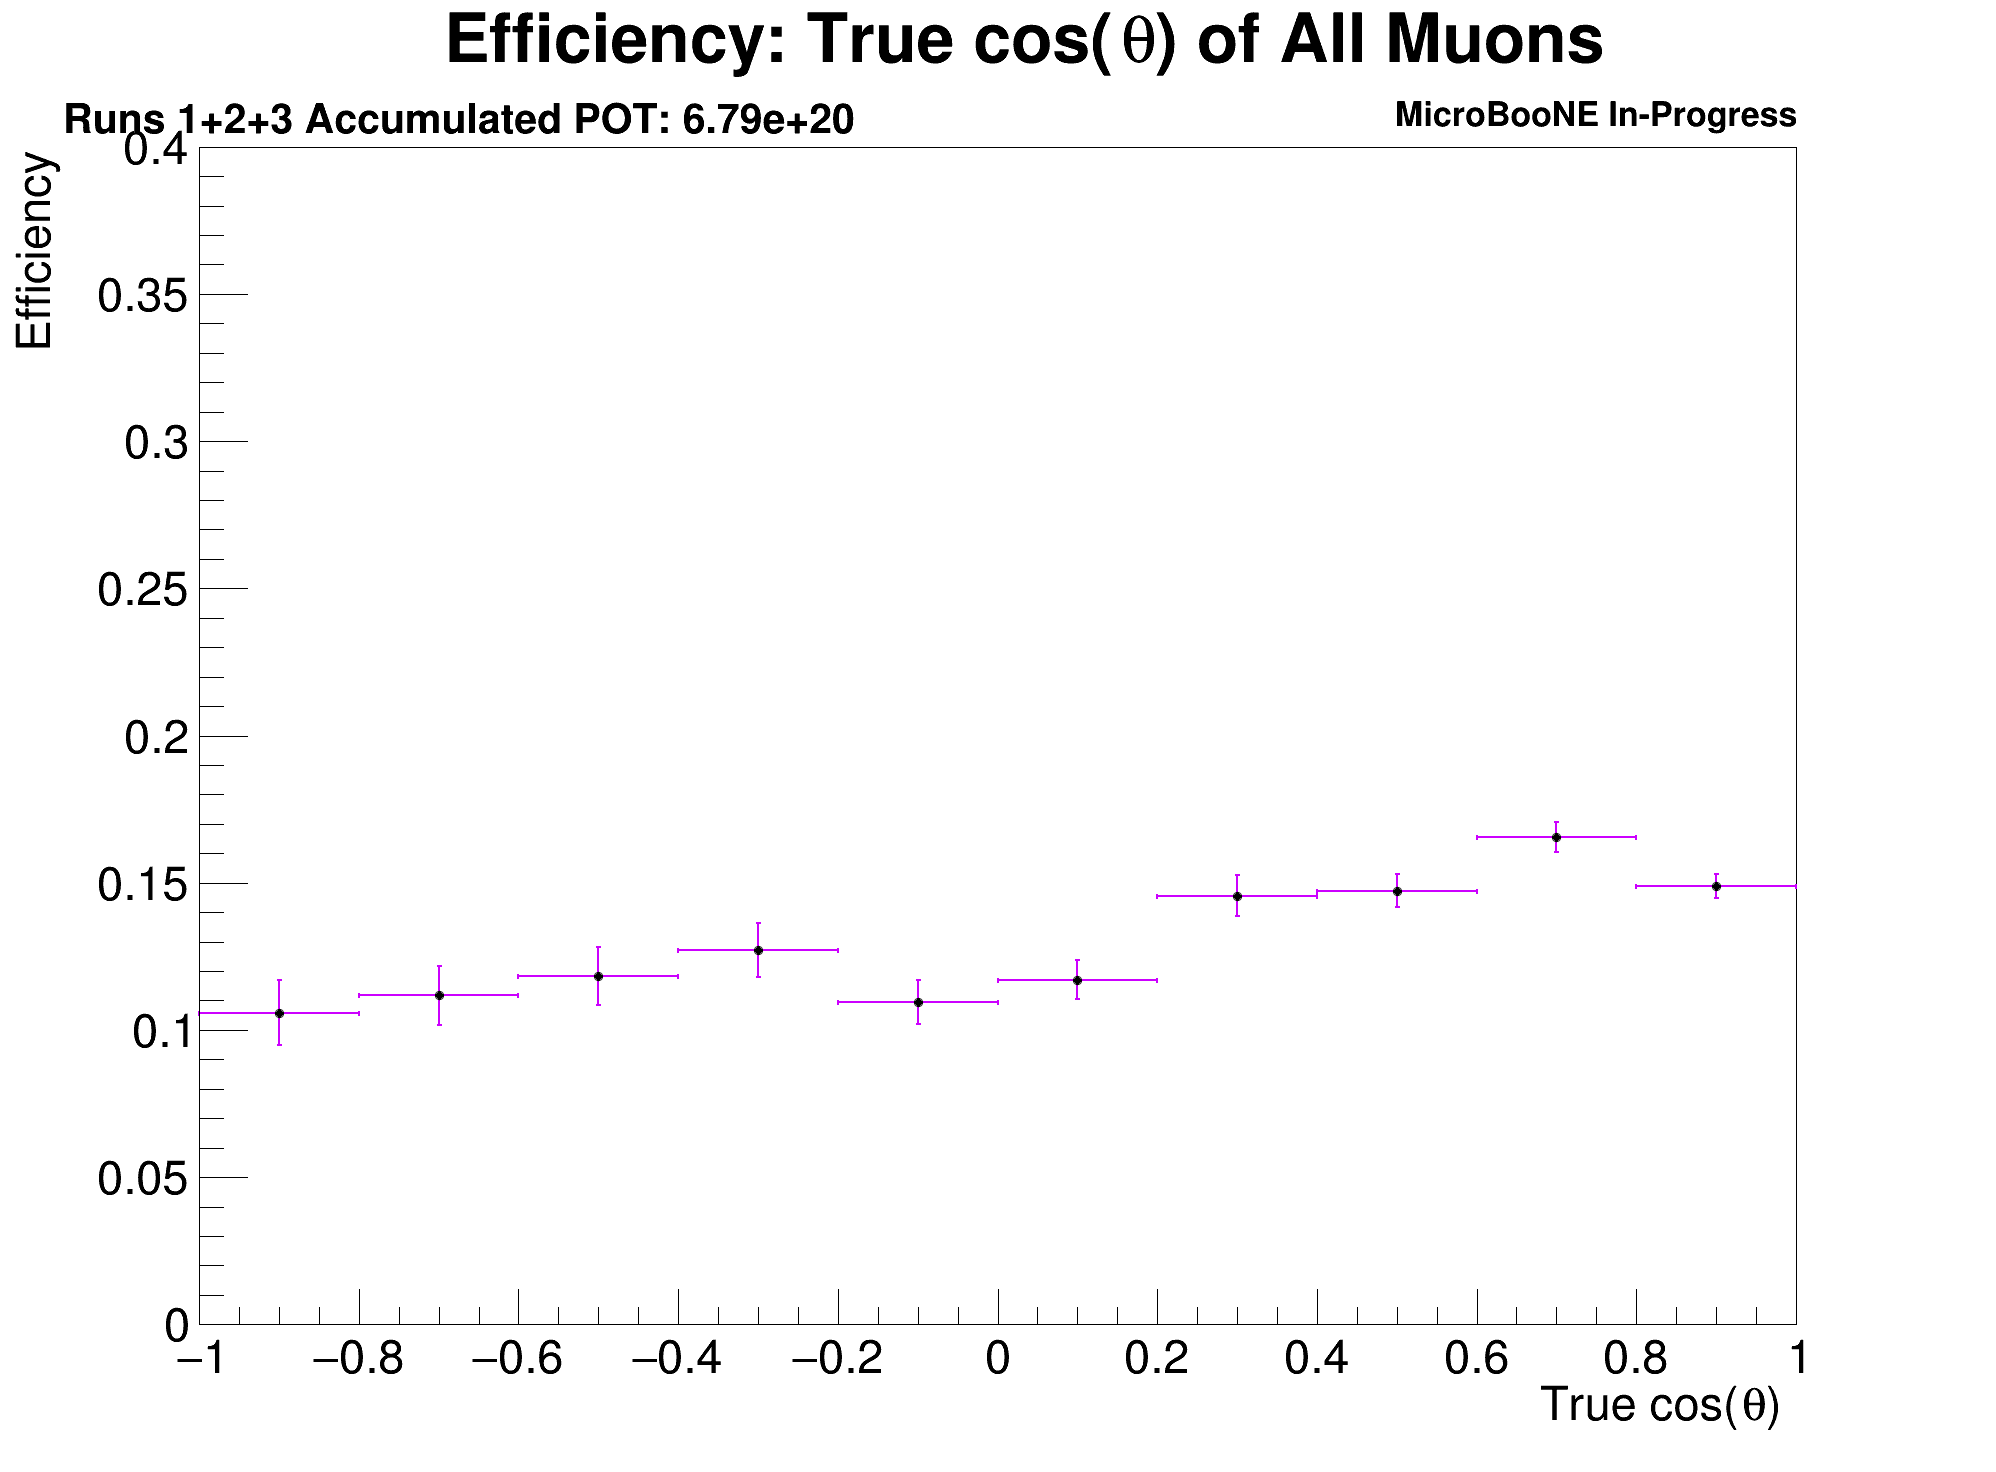 Efficiency: True cos(θ) of All Muons
Runs 1+2+3 Accumulated POT: 6.79e+20
MicroBooNE In-Progress
Efficiency
0.4
0.35
0.3
0.25
0.2
0.15
0.1
0.05
0
−1 −0.8 −0.6 −0.4 −0.2 0 0.2 0.4 0.6 0.8 1
True cos(θ)